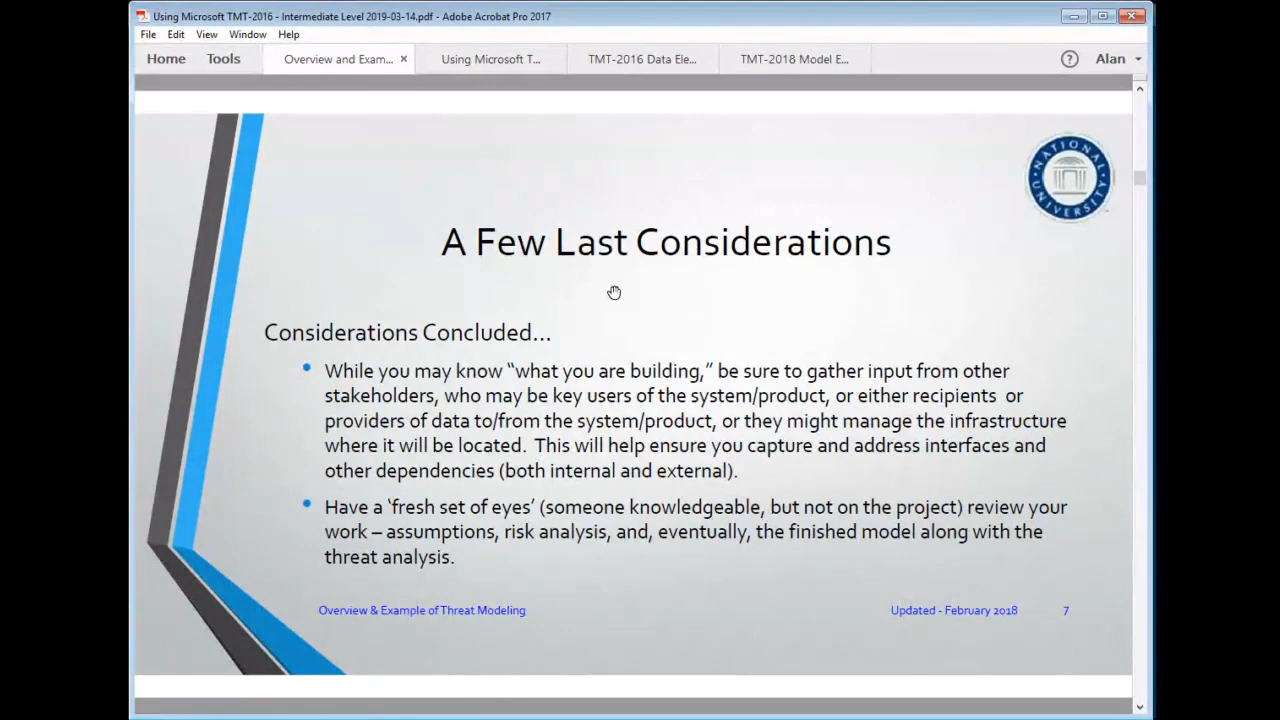 Using Microsoft TMT-2016 - Intermediate Level 2019-03-14.pdf - Adobe Acrobat Pro 2017
File Edit View Window Help
Home Tools Overview and Exam... × Using Microsoft T... TMT-2016 Data Ele... TMT-2018 Model E... ? Alan
NATIONAL UNIVERSITY
A Few Last Considerations
Considerations Concluded...
• While you may know “what you are building,” be sure to gather input from other
stakeholders, who may be key users of the system/product, or either recipients or
providers of data to/from the system/product, or they might manage the infrastructure
where it will be located. This will help ensure you capture and address interfaces and
other dependencies (both internal and external).
• Have a ‘fresh set of eyes’ (someone knowledgeable, but not on the project) review your
work – assumptions, risk analysis, and, eventually, the finished model along with the
threat analysis.
Overview & Example of Threat Modeling Updated - February 2018 7